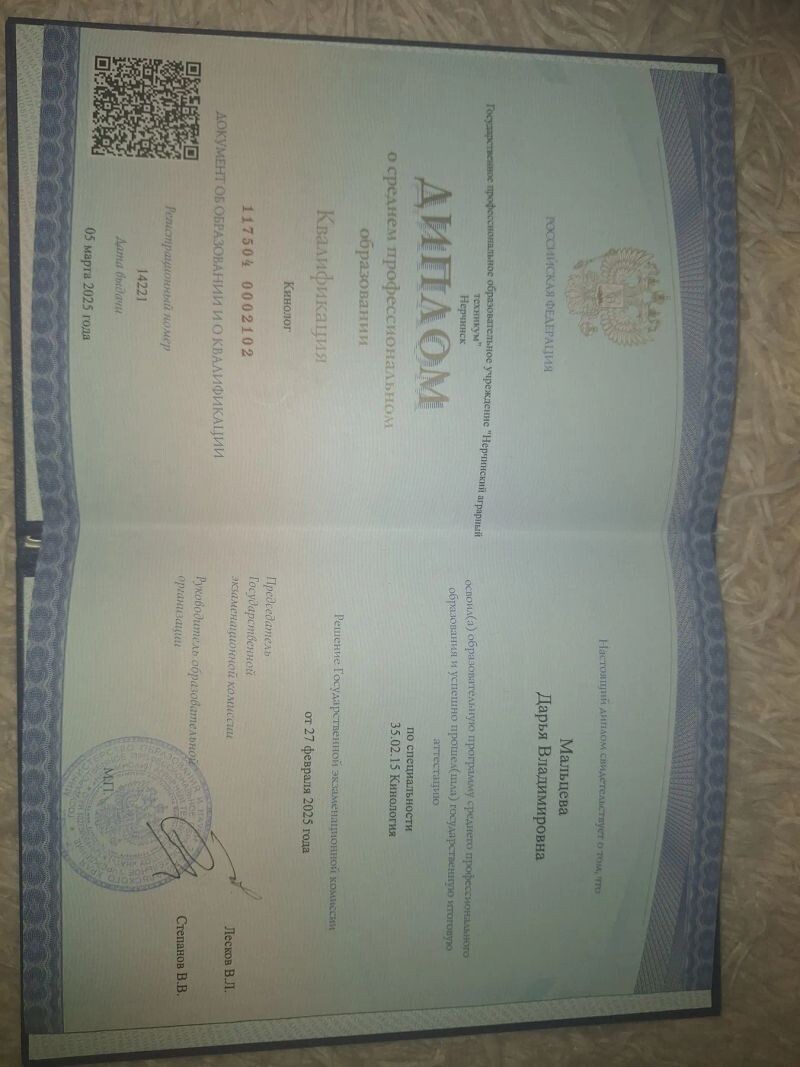 РОССИЙСКАЯ ФЕДЕРАЦИЯ
Государственное профессиональное образовательное учреждение "Нерчинский аграрный
техникум"
Нерчинск
ДИПЛОМ
о среднем профессиональном
образовании
Квалификация
Кинолог
117504 0002102
ДОКУМЕНТ ОБ ОБРАЗОВАНИИ И О КВАЛИФИКАЦИИ
Регистрационный номер
14221
Дата выдачи
05 марта 2025 года
Настоящий диплом свидетельствует о том, что
Мальцева
Дарья Владимировна
освоил(а) образовательную программу среднего профессионального
образования и успешно прошел(шла) государственную итоговую
аттестацию
по специальности
35.02.15 Кинология
Решение Государственной экзаменационной комиссии
от 27 февраля 2025 года
Председатель
Государственной
экзаменационной комиссии
Лесков В.Л.
Руководитель образовательной
организации
Степанов В.В.
М.П.